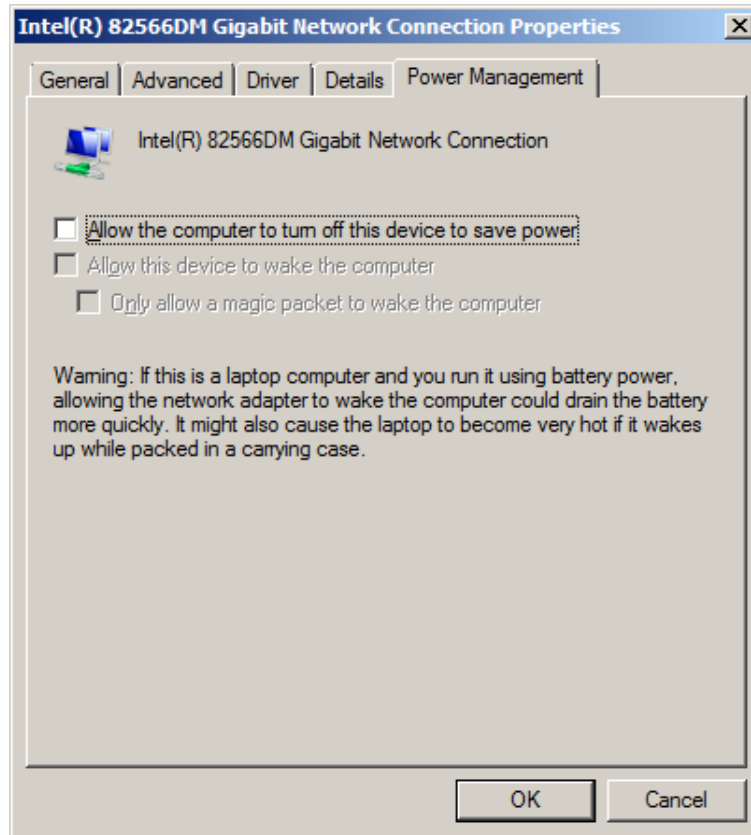 Intel(R) 82566DM Gigabit Network Connection Properties
General Advanced Driver Details Power Management
Intel(R) 82566DM Gigabit Network Connection
Allow the computer to turn off this device to save power
Allow this device to wake the computer
Only allow a magic packet to wake the computer
Warning: If this is a laptop computer and you run it using battery power,
allowing the network adapter to wake the computer could drain the battery
more quickly. It might also cause the laptop to become very hot if it wakes
up while packed in a carrying case.
OK Cancel